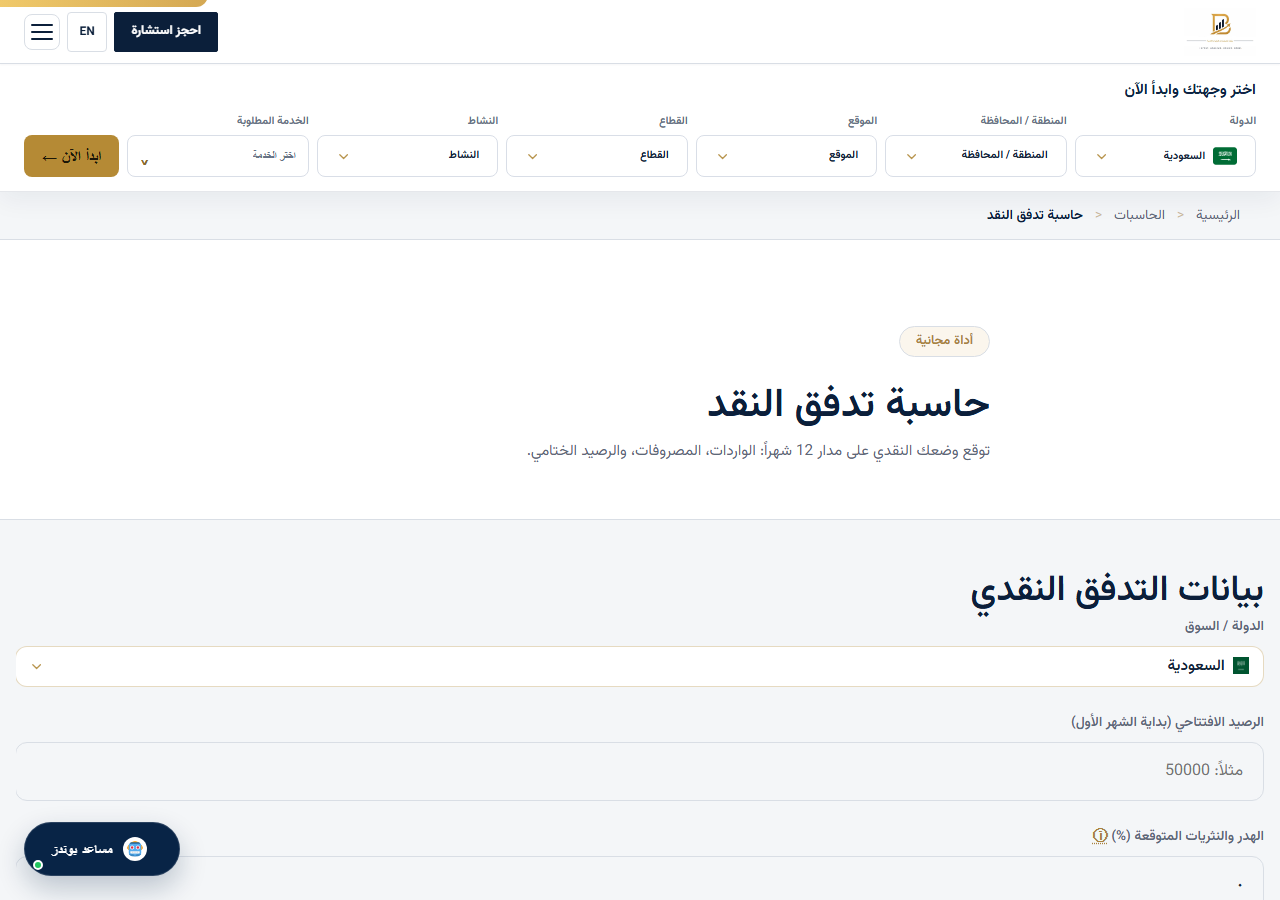 احجز استشارة
EN
اختر وجهتك وابدأ الآن
الدولة
المنطقة / المحافظة
الموقع
القطاع
النشاط
الخدمة المطلوبة
السعودية
المنطقة / المحافظة
الموقع
القطاع
النشاط
اختر الخدمة
ابدأ الآن ←
الرئيسية > الحاسبات > حاسبة تدفق النقد
أداة مجانية
حاسبة تدفق النقد
توقع وضعك النقدي على مدار 12 شهراً: الواردات، المصروفات، والرصيد الختامي.
بيانات التدفق النقدي
الدولة / السوق
السعودية
الرصيد الافتتاحي (بداية الشهر الأول)
مثلاً: 50000
الهدر والنثريات المتوقعة (%) ⓘ
٠